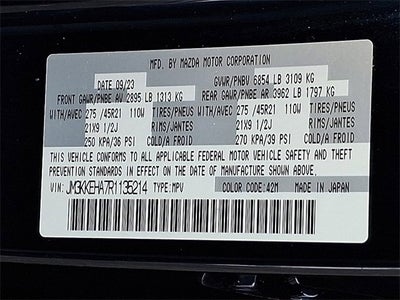 MFD. BY MAZDA MOTOR CORPORATION
DATE 09/23 GVWR/PNBV 6854 LB 3109 KG
FRONT GAWR/PNBE AV 2895 LB 1313 KG REAR GAWR/PNBE AR 3962 LB 1797 KG
WITH/AVEC 275 /45R21 110W TIRES/PNEUS WITH/AVEC 275 /45R21 110W TIRES/PNEUS
21X9 1/2J RIMS/JANTES 21X9 1/2J RIMS/JANTES
250 KPA/36 PSI COLD/A FROID 270 KPA/39 PSI COLD/A FROID
THIS VEHICLE CONFORMS TO ALL APPLICABLE FEDERAL MOTOR VEHICLE SAFETY AND THEFT
PREVENTION STANDARDS IN EFFECT ON THE DATE OF MANUFACTURE SHOWN ABOVE.
VIN: JM3KKEHA7R1135214 TYPE:MPV COLOR CODE:42M MADE IN JAPAN